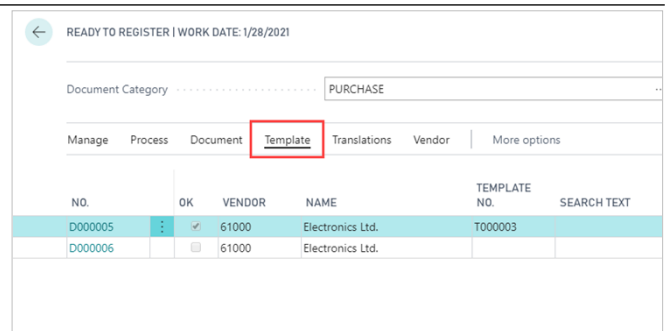 READY TO REGISTER | WORK DATE: 1/28/2021
Document Category PURCHASE
Manage Process Document Template Translations Vendor More options
TEMPLATE
NO. OK VENDOR NAME NO. SEARCH TEXT
D000005 61000 Electronics Ltd. T000003
D000006 61000 Electronics Ltd.